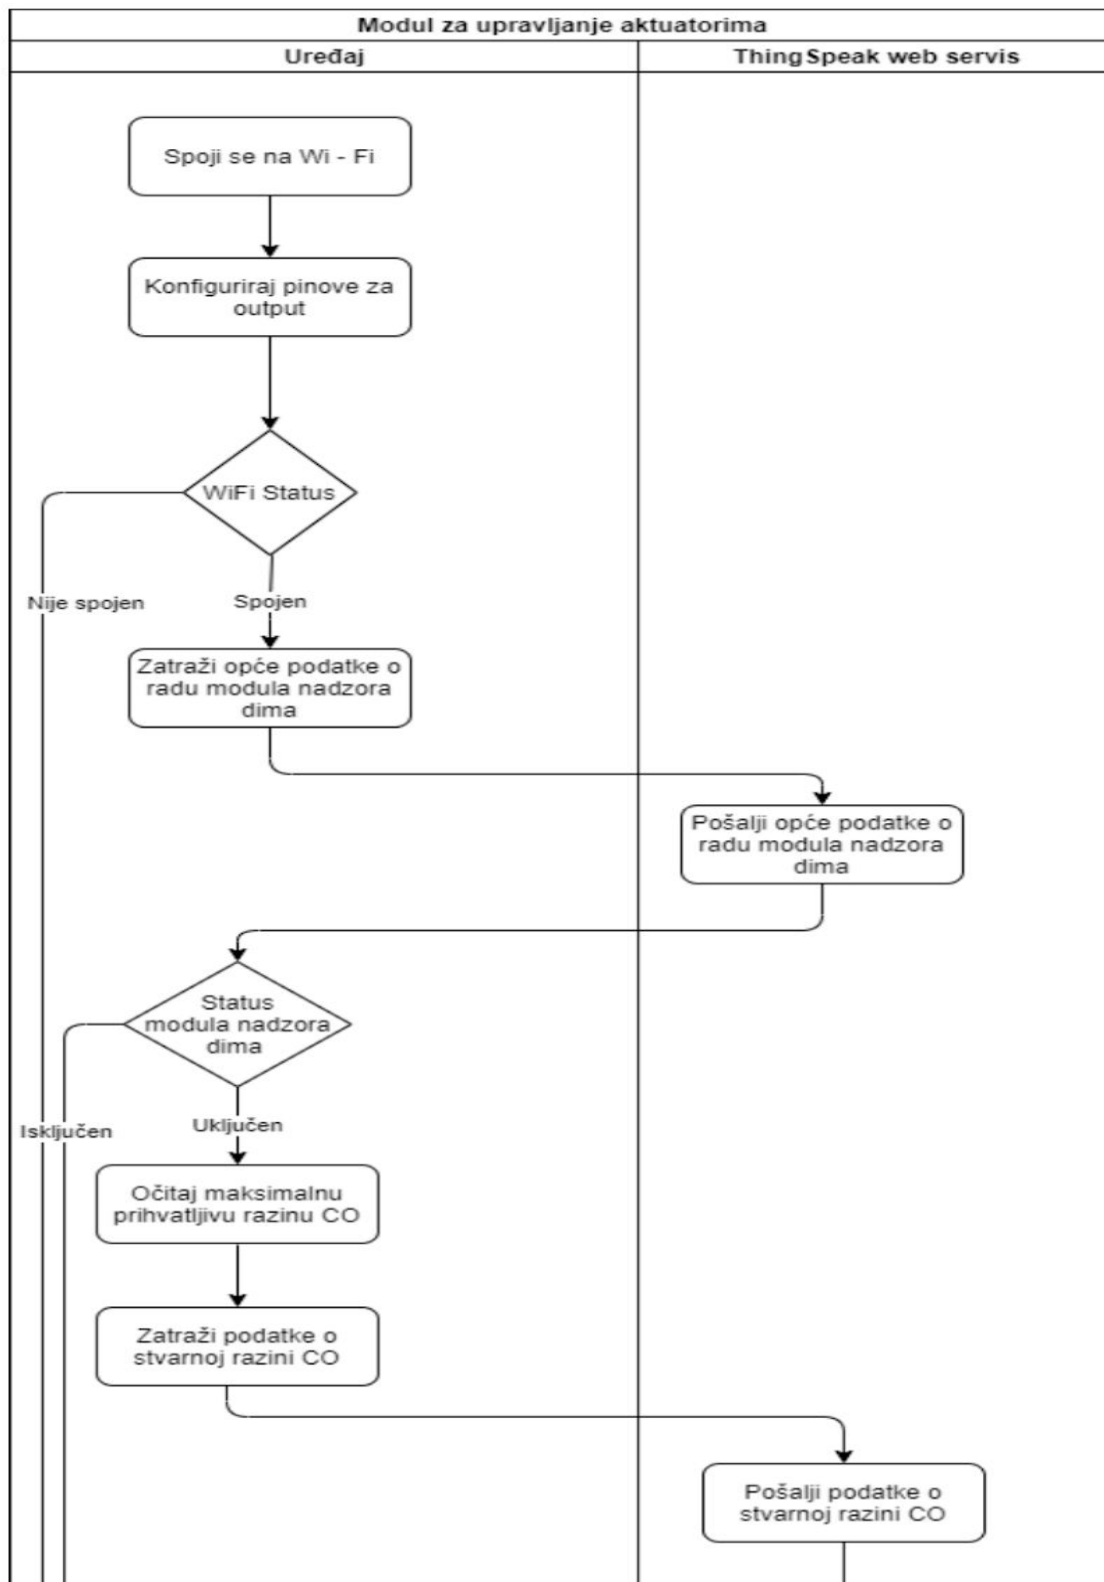 Modul za upravljanje aktuatorima
Uređaj
ThingSpeak web servis
Spoji se na Wi - Fi
Konfiguriraj pinove za
output
WiFi Status
Nije spojen
Spojen
Zatraži opće podatke o
radu modula nadzora
dima
Pošalji opće podatke o
radu modula nadzora
dima
Status
modula nadzora
dima
Isključen
Uključen
Očitaj maksimalnu
prihvatljivu razinu CO
Zatraži podatke o
stvarnoj razini CO
Pošalji podatke o
stvarnoj razini CO